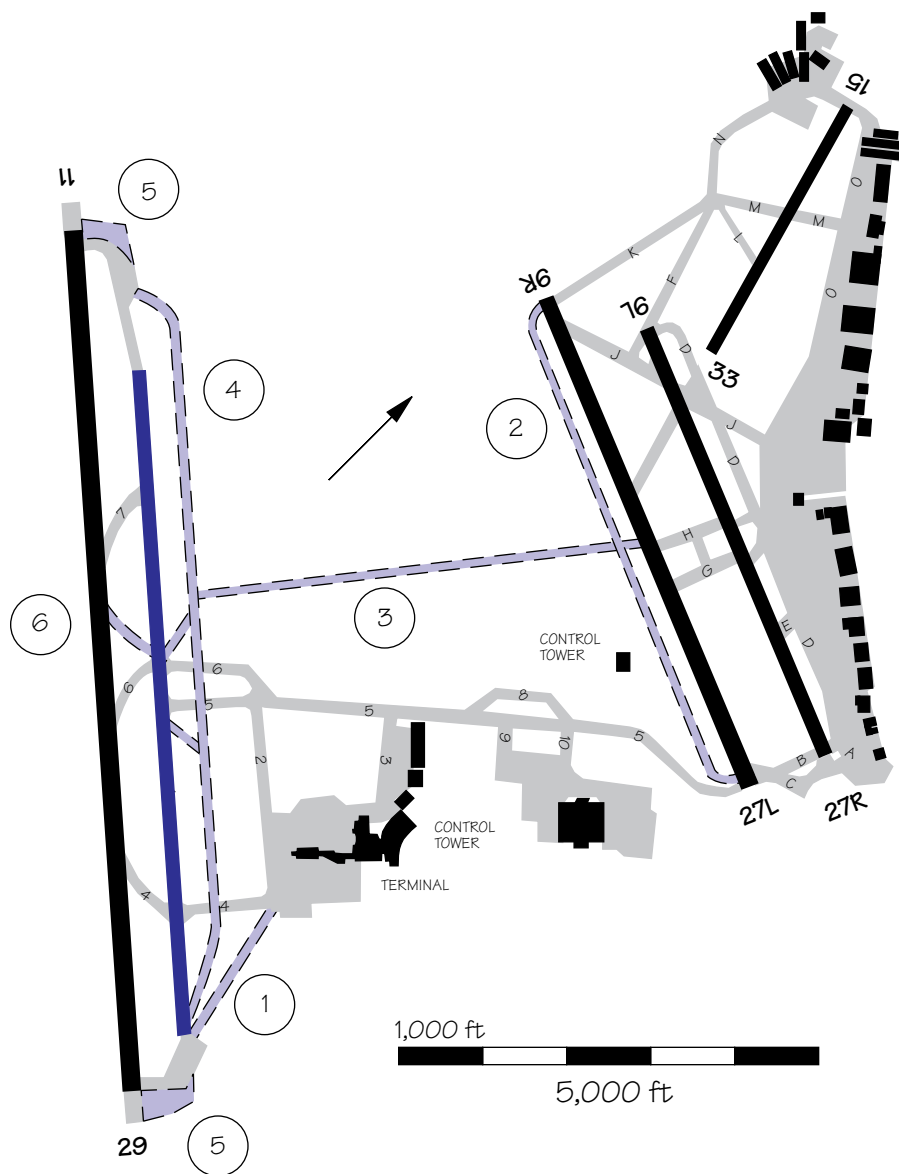 15
N
O
11
5
M
M
L
K
9R
F
O
9L
J
D
33
4
2
J
D
7
H
G
3
6
E
D
CONTROL
TOWER
6
6
5
5
8
9
10
5
2
3
B
A
C
27L
27R
CONTROL
TOWER
TERMINAL
4
4
1
1,000 ft
5,000 ft
29
5